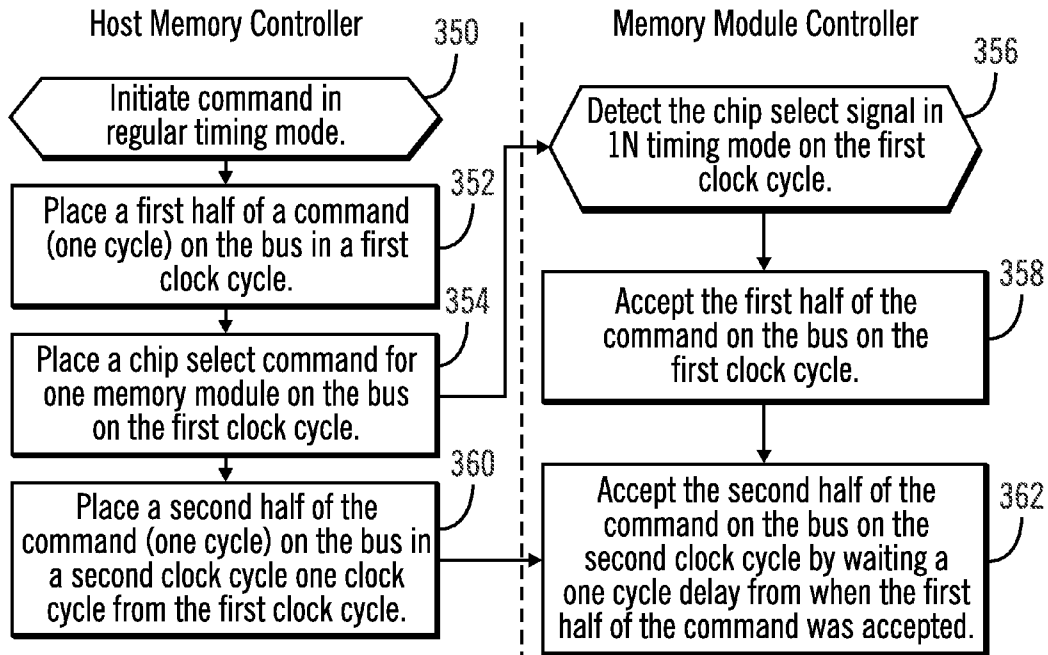 Host Memory Controller
350
Initiate command in
regular timing mode.
352
Place a first half of a command
(one cycle) on the bus in a first
clock cycle.
354
Place a chip select command for
one memory module on the bus
on the first clock cycle.
360
Place a second half of the
command (one cycle) on the bus in
a second clock cycle one clock
cycle from the first clock cycle.
Memory Module Controller
356
Detect the chip select signal in
1N timing mode on the first
clock cycle.
358
Accept the first half of the
command on the bus on the
first clock cycle.
362
Accept the second half of the
command on the bus on the
second clock cycle by waiting a
one cycle delay from when the first
half of the command was accepted.